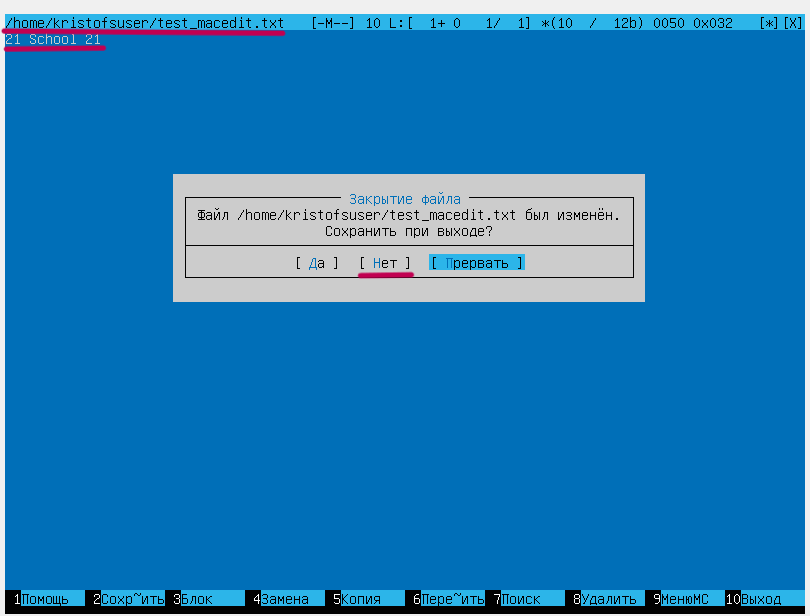 /home/kristofsuser/test_macedit.txt [-M--] 10 L:[ 1+ 0 1/ 1] *(10 / 12b) 0050 0x032 [*][X]
21 School 21
Закрытие файла
Файл /home/kristofsuser/test_macedit.txt был изменён.
Сохранить при выходе?
[ Да ] [ Нет ] [ Прервать ]
1Помощь 2Сохр~ить 3Блок 4Замена 5Копия 6Пере~ить 7Поиск 8Удалить 9МенюMC 10Выход